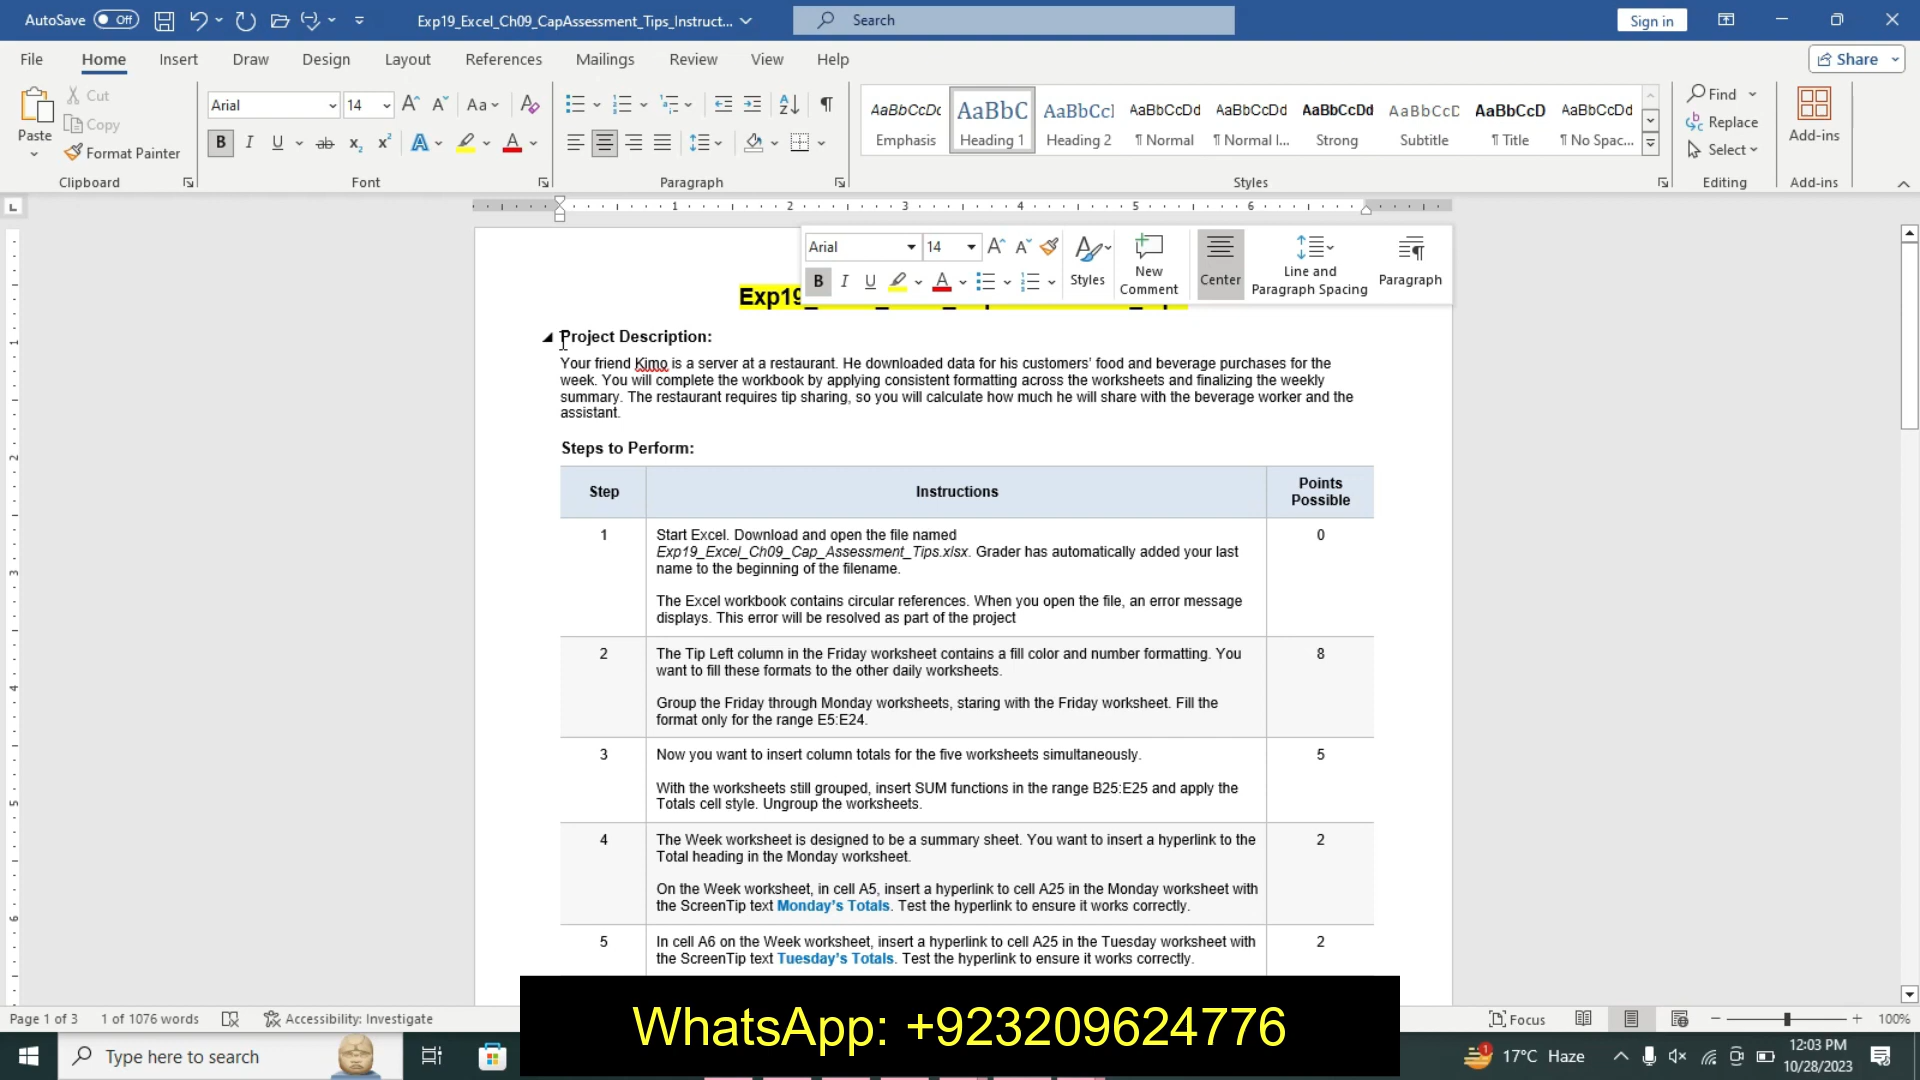 AutoSave Off Exp19_Excel_Ch09_CapAssessment_Tips_Instruct... Search Sign in
File Home Insert Draw Design Layout References Mailings Review View Help Share
Paste Cut Copy Format Painter
Arial 14
Emphasis Heading 1 Heading 2 ¶ Normal ¶ Normal I... Strong Subtitle ¶ Title ¶ No Spac...
Find Replace Select
Add-ins
Clipboard Font Paragraph Styles Editing Add-ins
Arial 14 Styles New Comment Center Line and Paragraph Spacing Paragraph
Exp19
Project Description:
Your friend Kimo is a server at a restaurant. He downloaded data for his customers' food and beverage purchases for the
week. You will complete the workbook by applying consistent formatting across the worksheets and finalizing the weekly
summary. The restaurant requires tip sharing, so you will calculate how much he will share with the beverage worker and the
assistant.
Steps to Perform:
Step Instructions Points Possible
1 Start Excel. Download and open the file named 0
Exp19_Excel_Ch09_Cap_Assessment_Tips.xlsx. Grader has automatically added your last
name to the beginning of the filename.
The Excel workbook contains circular references. When you open the file, an error message
displays. This error will be resolved as part of the project
2 The Tip Left column in the Friday worksheet contains a fill color and number formatting. You 8
want to fill these formats to the other daily worksheets.
Group the Friday through Monday worksheets, staring with the Friday worksheet. Fill the
format only for the range E5:E24.
3 Now you want to insert column totals for the five worksheets simultaneously. 5
With the worksheets still grouped, insert SUM functions in the range B25:E25 and apply the
Totals cell style. Ungroup the worksheets.
4 The Week worksheet is designed to be a summary sheet. You want to insert a hyperlink to the 2
Total heading in the Monday worksheet.
On the Week worksheet, in cell A5, insert a hyperlink to cell A25 in the Monday worksheet with
the ScreenTip text Monday's Totals. Test the hyperlink to ensure it works correctly.
5 In cell A6 on the Week worksheet, insert a hyperlink to cell A25 in the Tuesday worksheet with 2
the ScreenTip text Tuesday's Totals. Test the hyperlink to ensure it works correctly.
WhatsApp: +923209624776
Page 1 of 3 1 of 1076 words Accessibility: Investigate Focus 100%
Type here to search 17°C Haze 12:03 PM
10/28/2023